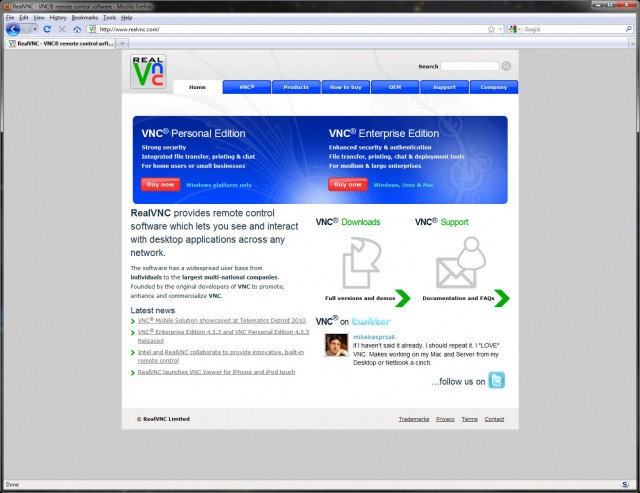 RealVNC - VNC® remote control software - Mozilla Firefox
File Edit View History Bookmarks Tools Help
http://www.realvnc.com/
Google
RealVNC - VNC® remote control soft...
REAL
Vnc
Search
Home VNC® Products How to buy OEM Support Company
VNC® Personal Edition
Strong security
Integrated file transfer, printing & chat
For home users or small businesses
Buy now Windows platform only
VNC® Enterprise Edition
Enhanced security & authentication
File transfer, printing, chat & deployment tools
For medium & large enterprises
Buy now Windows, Unix & Mac
RealVNC provides remote control
software which lets you see and interact
with desktop applications across any
network.
The software has a widespread user base from
individuals to the largest multi-national companies.
Founded by the original developers of VNC to promote,
enhance and commercialize VNC.
Latest news
VNC® Mobile Solution showcased at Telematics Detroit 2010
VNC® Enterprise Edition 4.5.3 and VNC Personal Edition 4.5.3
Released
Intel and RealVNC collaborate to provide innovative, built-in
remote control
RealVNC launches VNC Viewer for iPhone and iPod touch
VNC® Downloads
Full versions and demos
VNC® Support
Documentation and FAQs
VNC® on twitter
mikekasprzak
If I haven't said it already, I should repeat it. I "LOVE"
VNC. Makes working on my Mac and Server from my
Desktop or Netbook a cinch.
...follow us on
© RealVNC Limited
Trademarks Privacy Terms Contact
Done